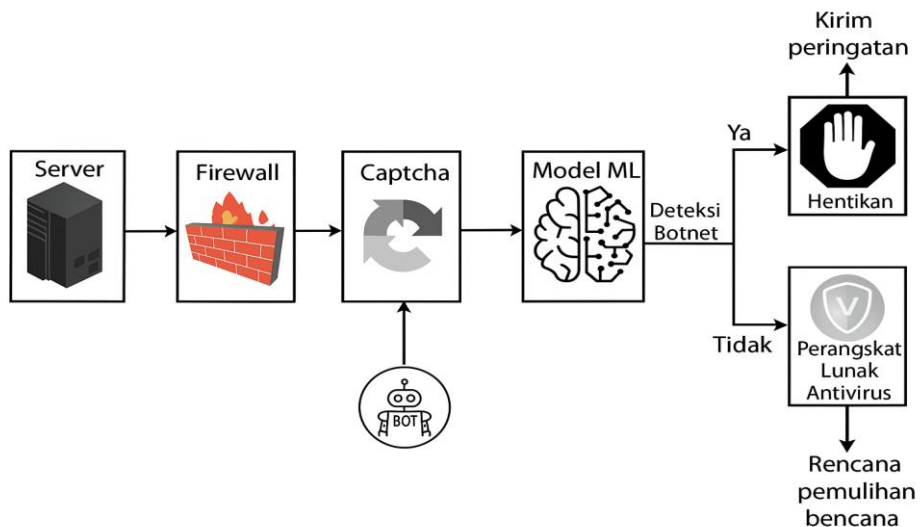 Kirim
peringatan
Server
Firewall
Captcha
Model ML
Deteksi
Botnet
Ya
Hentikan
Tidak
V
Perangskat
Lunak
Antivirus
BOT
Rencana
pemulihan
bencana